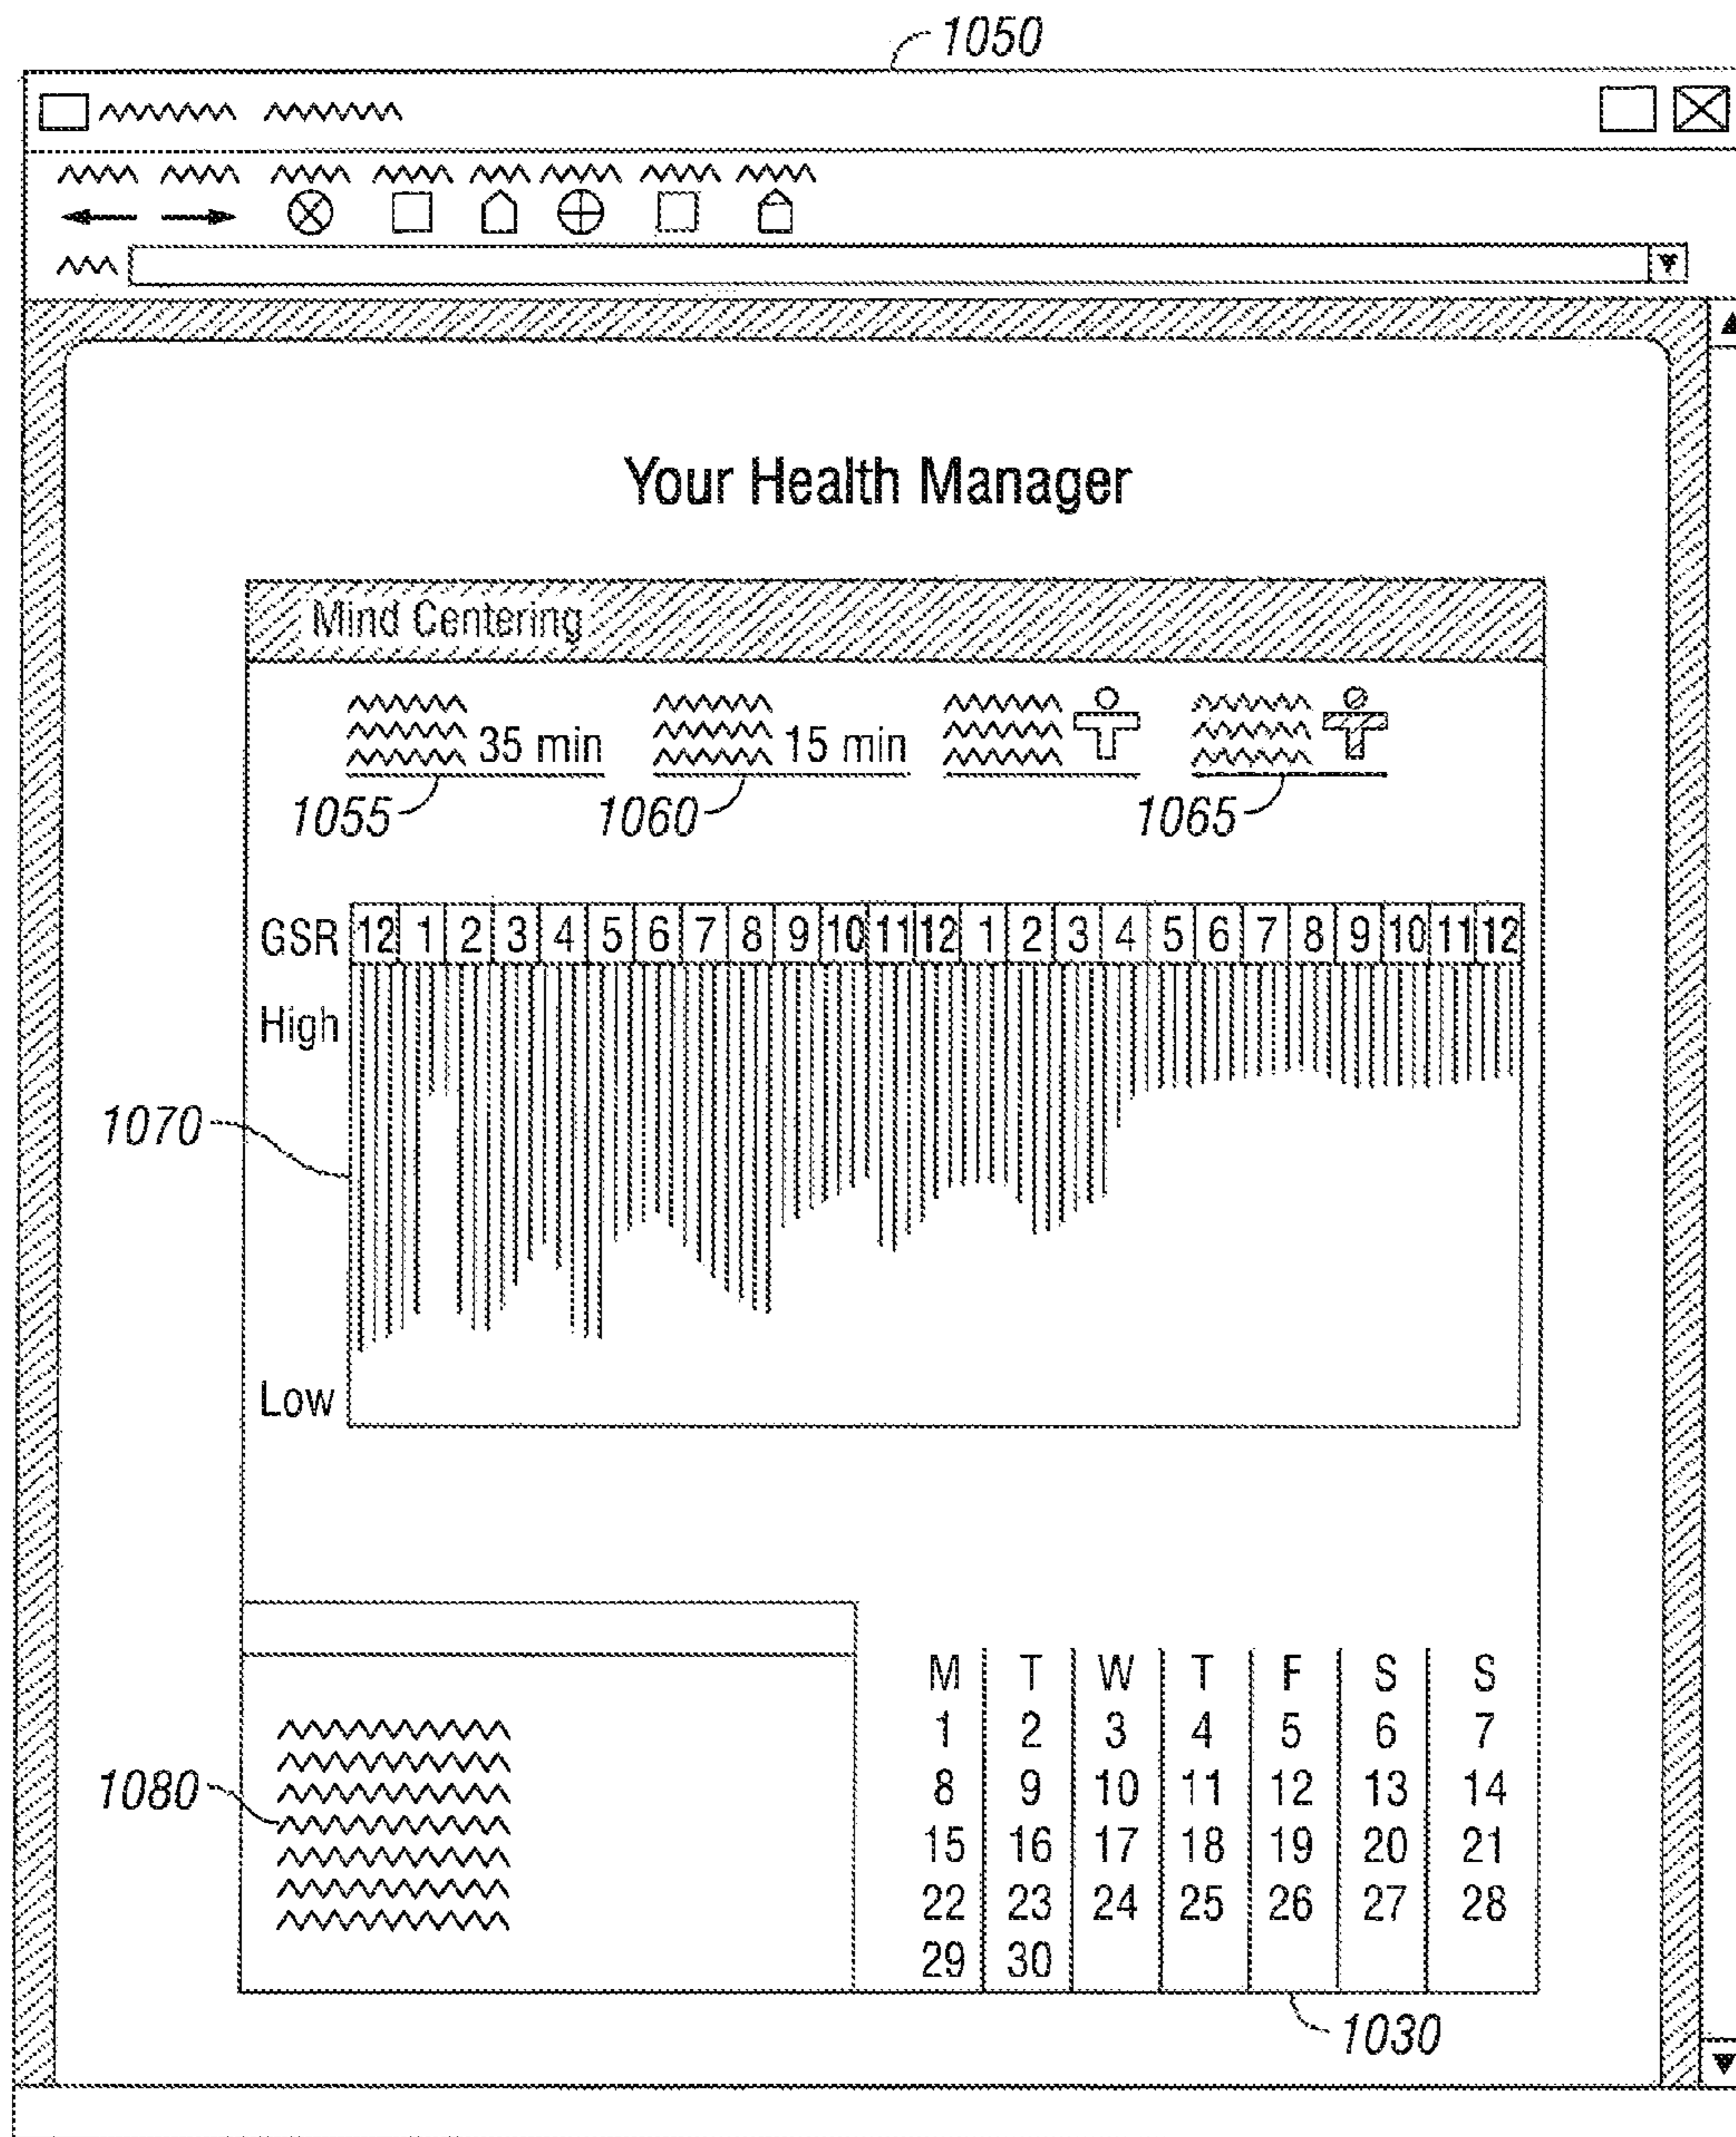 1050
Your Health Manager
Mind Centering
35 min 15 min
1055 1060 1065
GSR 12 1 2 3 4 5 6 7 8 9 10 11 12 1 2 3 4 5 6 7 8 9 10 11 12
High
1070
Low
M T W T F S S
1 2 3 4 5 6 7
1080
8 9 10 11 12 13 14
15 16 17 18 19 20 21
22 23 24 25 26 27 28
29 30
1030